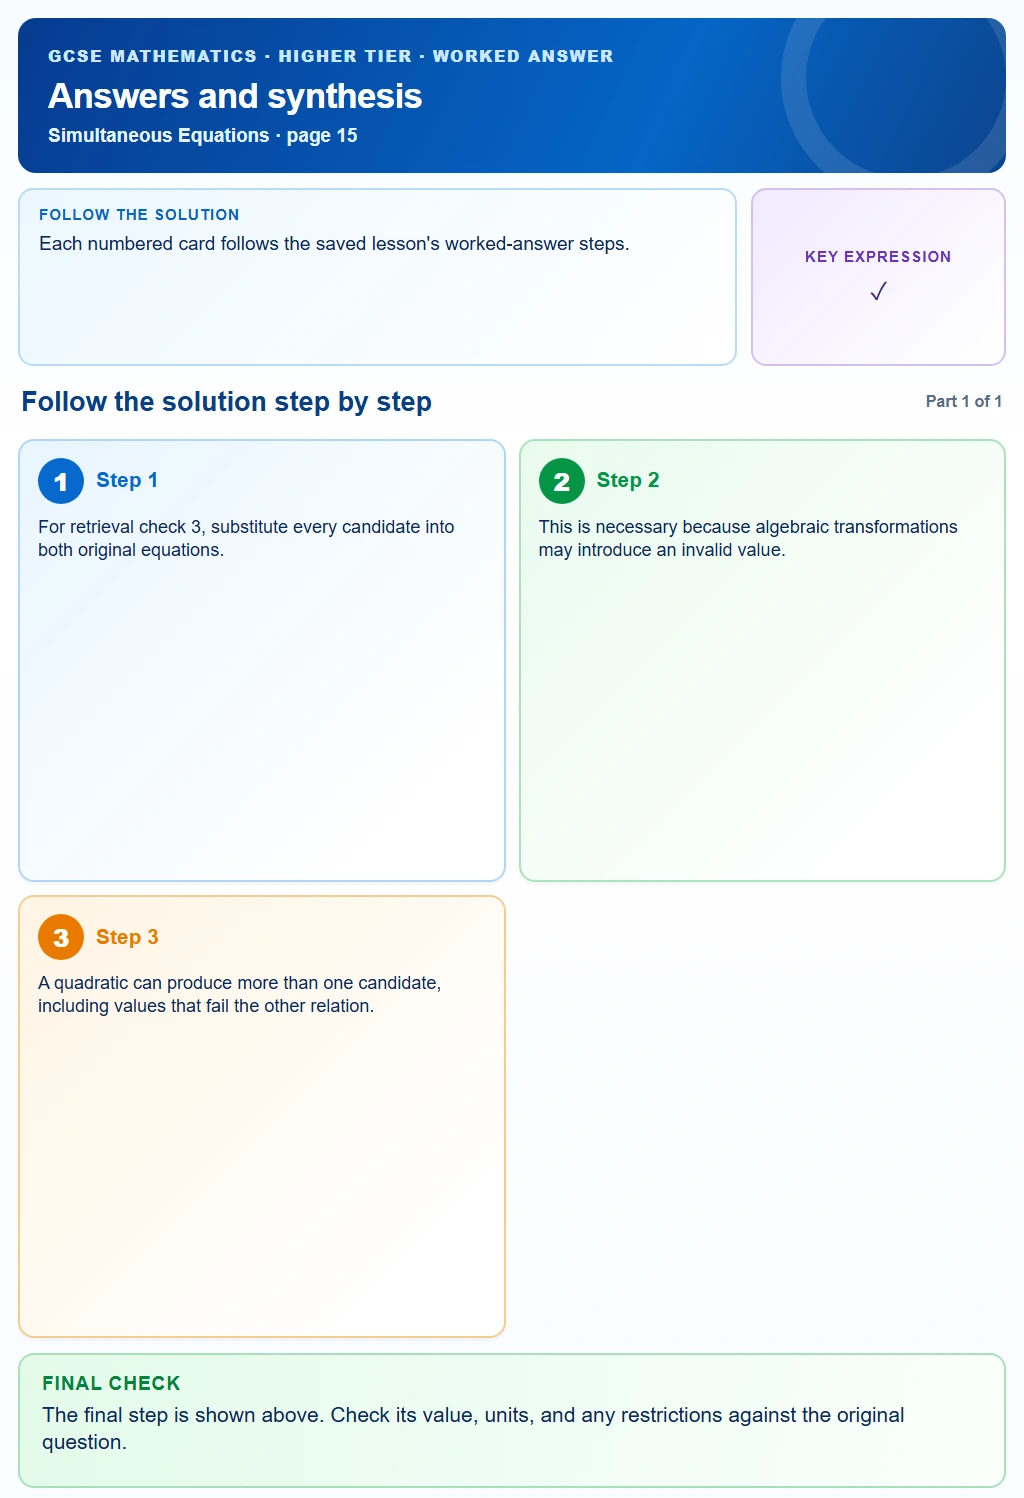 GCSE MATHEMATICS · HIGHER TIER · WORKED ANSWER
Answers and synthesis
Simultaneous Equations · page 15
FOLLOW THE SOLUTION
Each numbered card follows the saved lesson's worked-answer steps.
KEY EXPRESSION
✓
Follow the solution step by step
Part 1 of 1
1 Step 1
For retrieval check 3, substitute every candidate into
both original equations.
2 Step 2
This is necessary because algebraic transformations
may introduce an invalid value.
3 Step 3
A quadratic can produce more than one candidate,
including values that fail the other relation.
FINAL CHECK
The final step is shown above. Check its value, units, and any restrictions against the original
question.